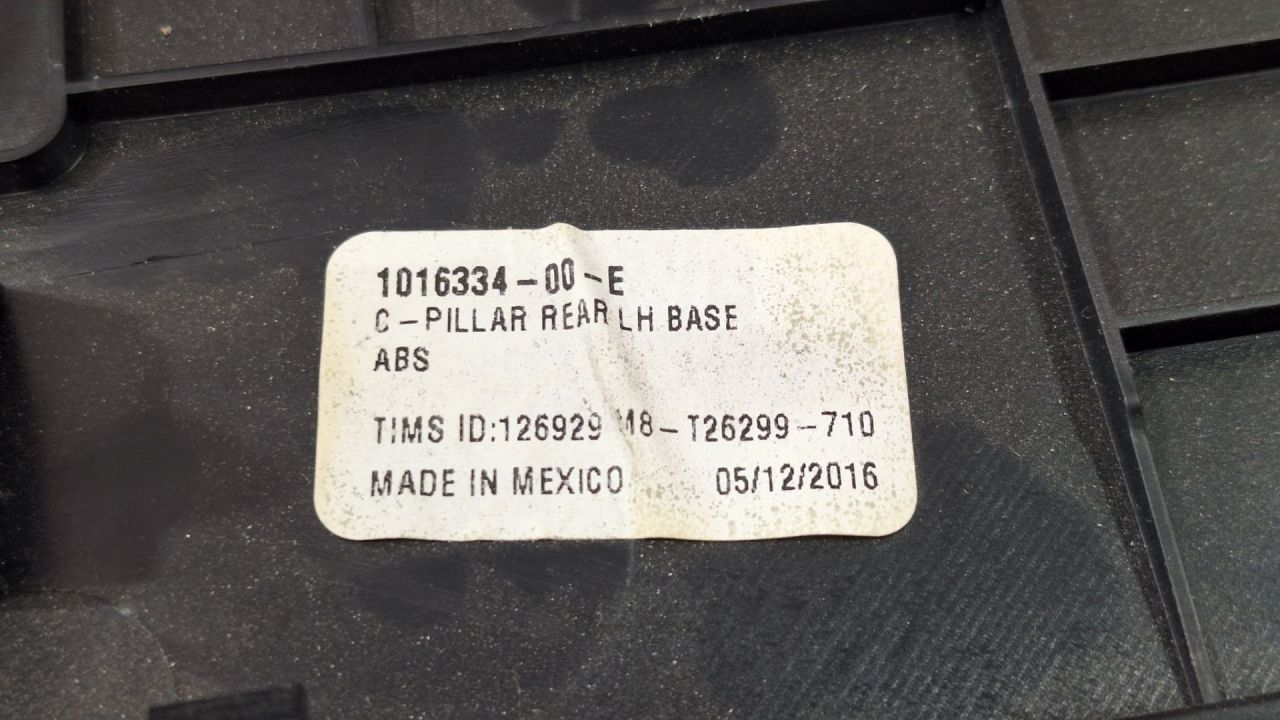 1016334-00-E
C-PILLAR REAR LH BASE
ABS
TIMS ID:126929 M8-T26299-710
MADE IN MEXICO 05/12/2016